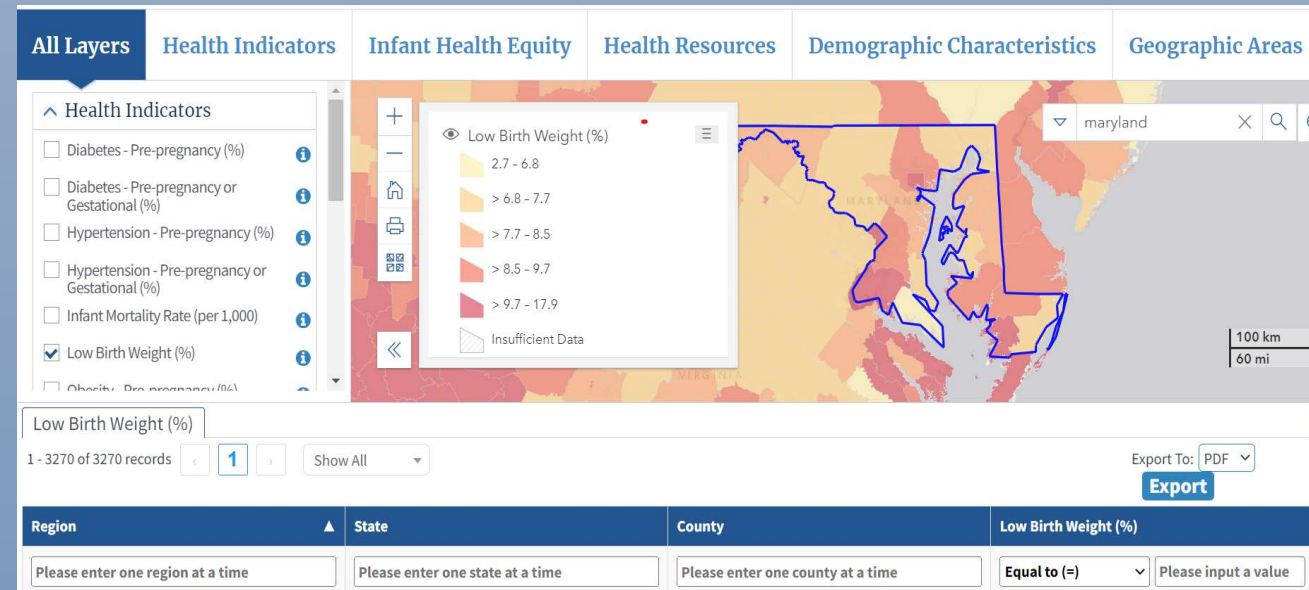 All Layers
Health Indicators
Infant Health Equity
Health Resources
Demographic Characteristics
Geographic Areas
Health Indicators
Diabetes - Pre-pregnancy (%)
Diabetes - Pre-pregnancy or
Gestational (%)
Hypertension - Pre-pregnancy (%)
Hypertension - Pre-pregnancy or
Gestational (%)
Infant Mortality Rate (per 1,000)
Low Birth Weight (%)
Obesity - Pre-pregnancy (%)
Low Birth Weight (%)
2.7 - 6.8
> 6.8 - 7.7
> 7.7 - 8.5
> 8.5 - 9.7
> 9.7 - 17.9
Insufficient Data
MARYLAND
VIRGINIA
maryland
100 km
60 mi
Low Birth Weight (%)
1 - 3270 of 3270 records
1
Show All
Export To: PDF
Export
Region
State
County
Low Birth Weight (%)
Please enter one region at a time
Please enter one state at a time
Please enter one county at a time
Equal to (=)
Please input a value